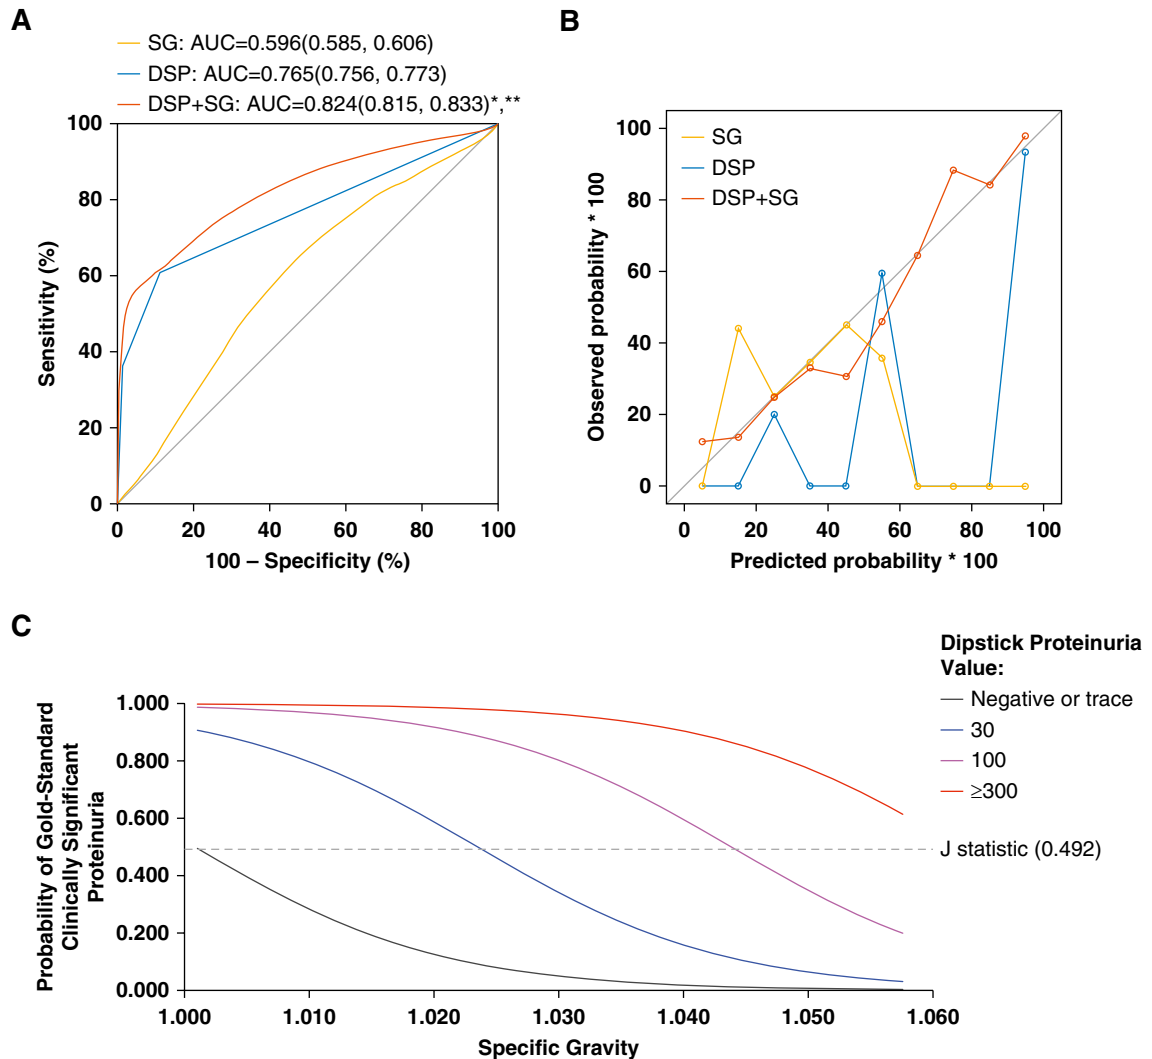 A
SG: AUC=0.596(0.585, 0.606)
DSP: AUC=0.765(0.756, 0.773)
DSP+SG: AUC=0.824(0.815, 0.833)*,**
100
80
60
40
20
0
Sensitivity (%)
0 20 40 60 80 100
100 – Specificity (%)
B
SG
DSP
DSP+SG
100
80
60
40
20
0
Observed probability * 100
0 20 40 60 80 100
Predicted probability * 100
C
Probability of Gold-Standard
Clinically Significant
Proteinuria
1.000
0.800
0.600
0.400
0.200
0.000
1.000 1.010 1.020 1.030 1.040 1.050 1.060
Specific Gravity
Dipstick Proteinuria
Value:
Negative or trace
30
100
≥300
J statistic (0.492)